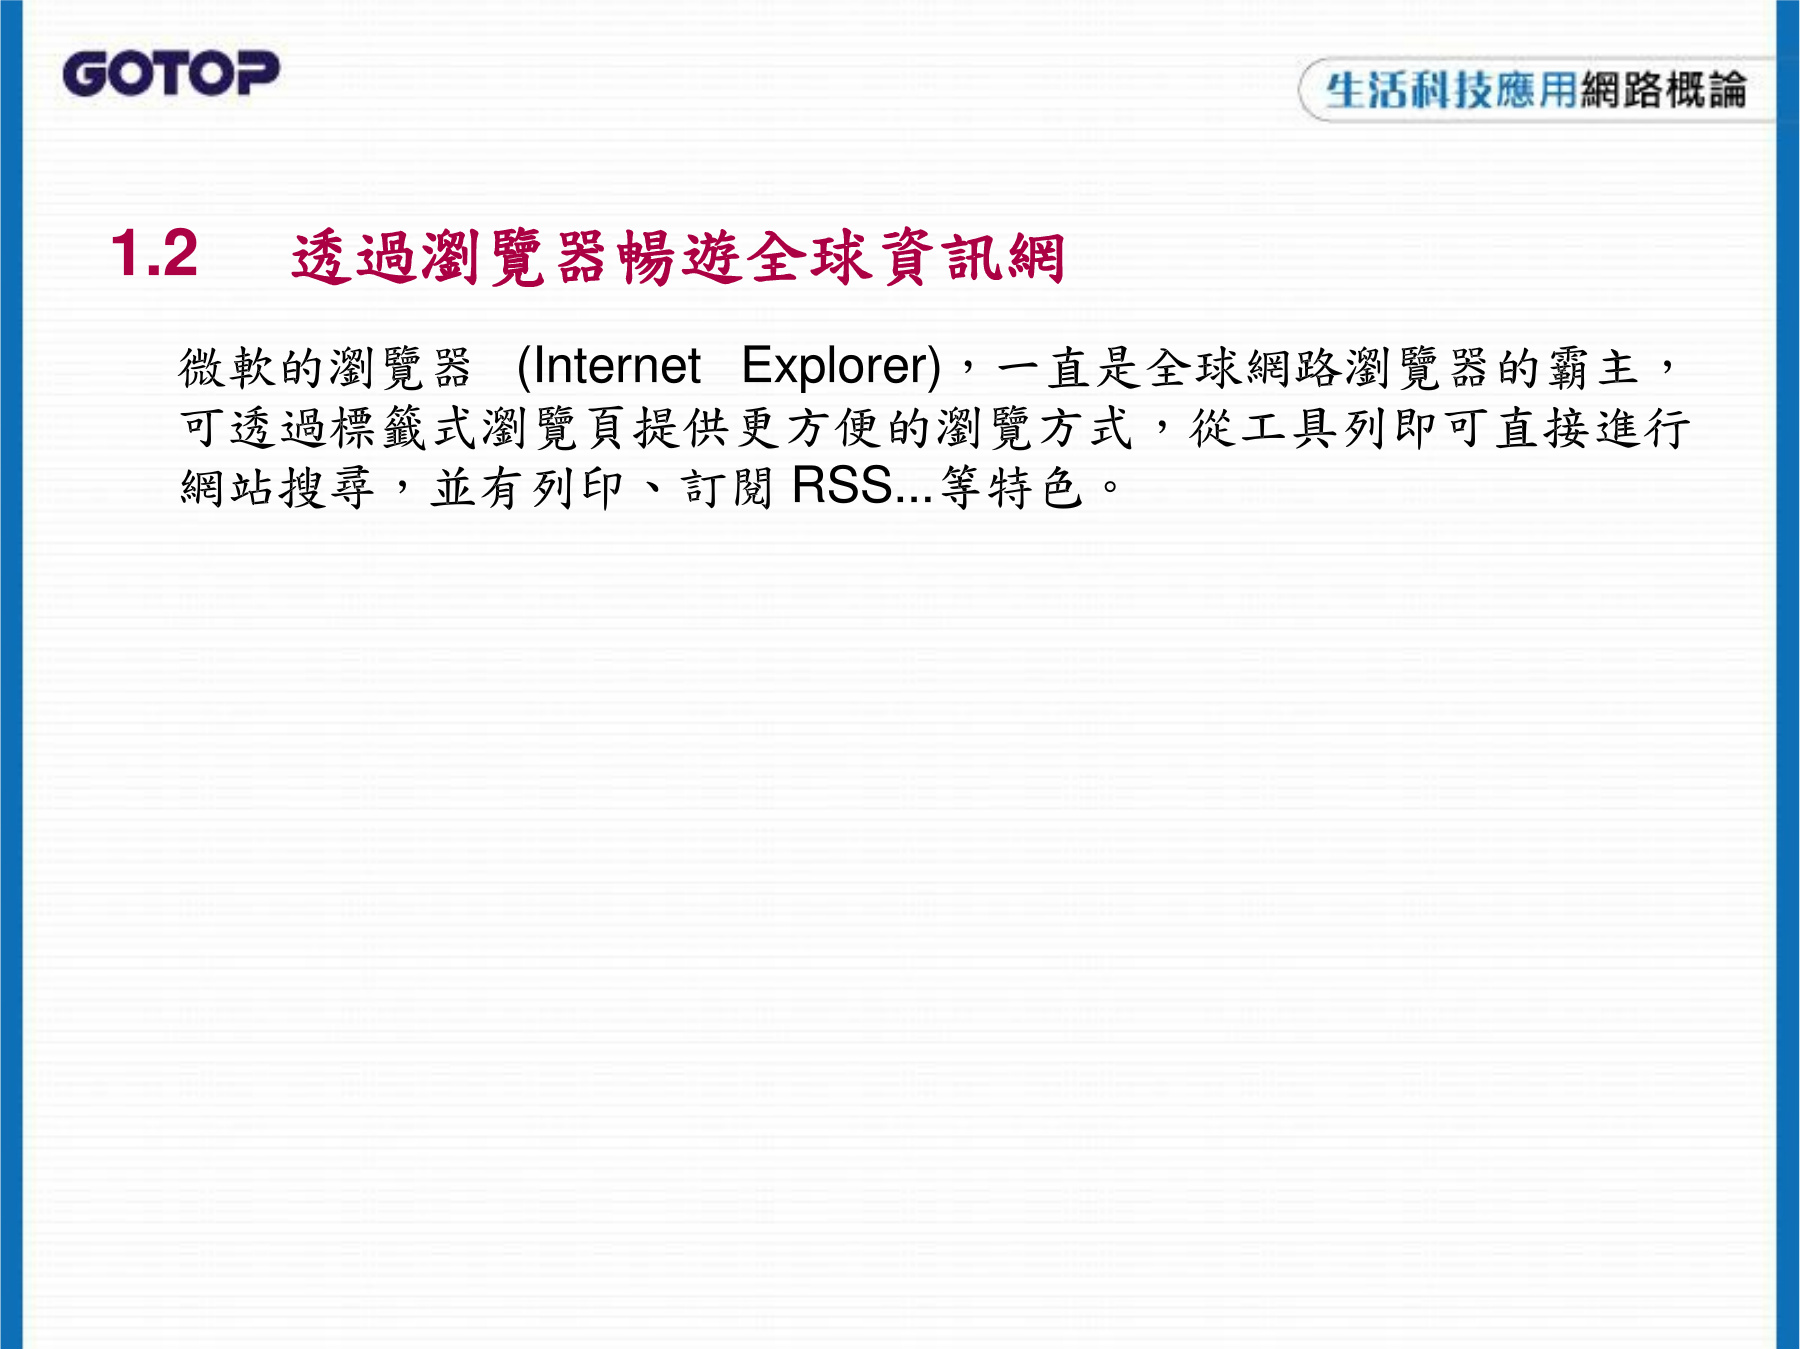 GOTOP
生活科技應用網路概論
1.2 透過瀏覽器暢遊全球資訊網
微軟的瀏覽器 (Internet Explorer)，一直是全球網路瀏覽器的霸主，
可透過標籤式瀏覽頁提供更方便的瀏覽方式，從工具列即可直接進行
網站搜尋，並有列印、訂閱 RSS...等特色。